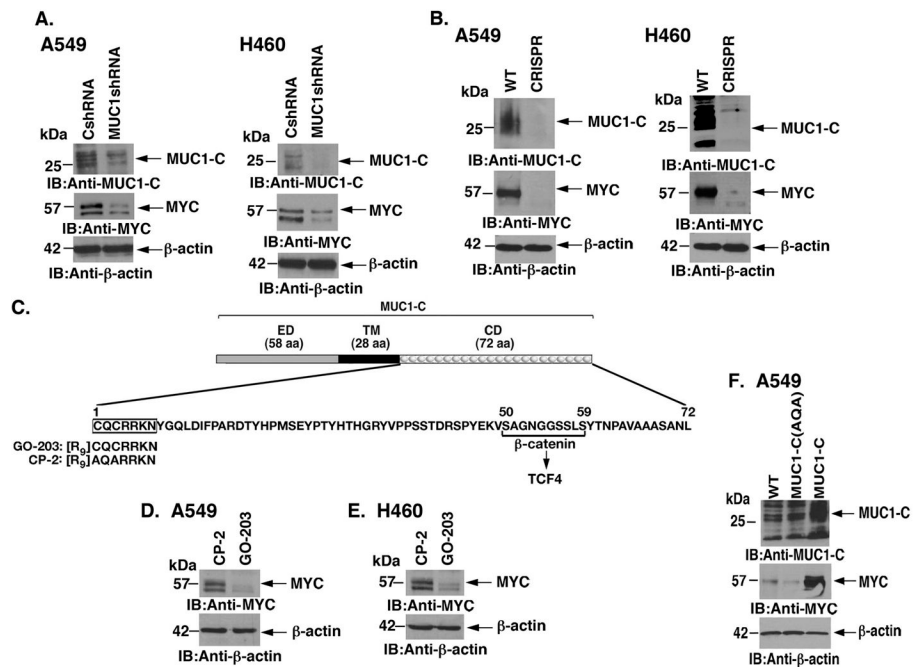 A.
A549
CshRNA
MUC1shRNA
kDa
25
MUC1-C
IB:Anti-MUC1-C
57
MYC
IB:Anti-MYC
42
β-actin
IB:Anti-β-actin
H460
CshRNA
MUC1shRNA
kDa
25
MUC1-C
IB:Anti-MUC1-C
57
MYC
IB:Anti-MYC
42
β-actin
IB:Anti-β-actin
B.
A549
WT
CRISPR
kDa
25
MUC1-C
IB:Anti-MUC1-C
57
MYC
IB:Anti-MYC
42
β-actin
IB:Anti-β-actin
H460
WT
CRISPR
kDa
25
MUC1-C
IB:Anti-MUC1-C
57
MYC
IB:Anti-MYC
42
β-actin
IB:Anti-β-actin
C.
MUC1-C
ED TM CD
(58 aa) (28 aa) (72 aa)
1 50 59 72
CQCRRKNYGQLDIFPARDTYHPMSEYPTYHTHGRYVPPSSTDRSPYEKVSAGNGGSSLSYTNPAVAAASANL
GO-203: [R9]CQCRRKN
CP-2: [R9]AQARRKN
β-catenin
TCF4
D. A549
CP-2
GO-203
kDa
57
MYC
IB:Anti-MYC
42
β-actin
IB:Anti-β-actin
E. H460
CP-2
GO-203
kDa
57
MYC
IB:Anti-MYC
42
β-actin
IB:Anti-β-actin
F. A549
WT
MUC1-C(AQA)
MUC1-C
kDa
25
MUC1-C
IB:Anti-MUC1-C
57
MYC
IB:Anti-MYC
42
β-actin
IB:Anti-β-actin